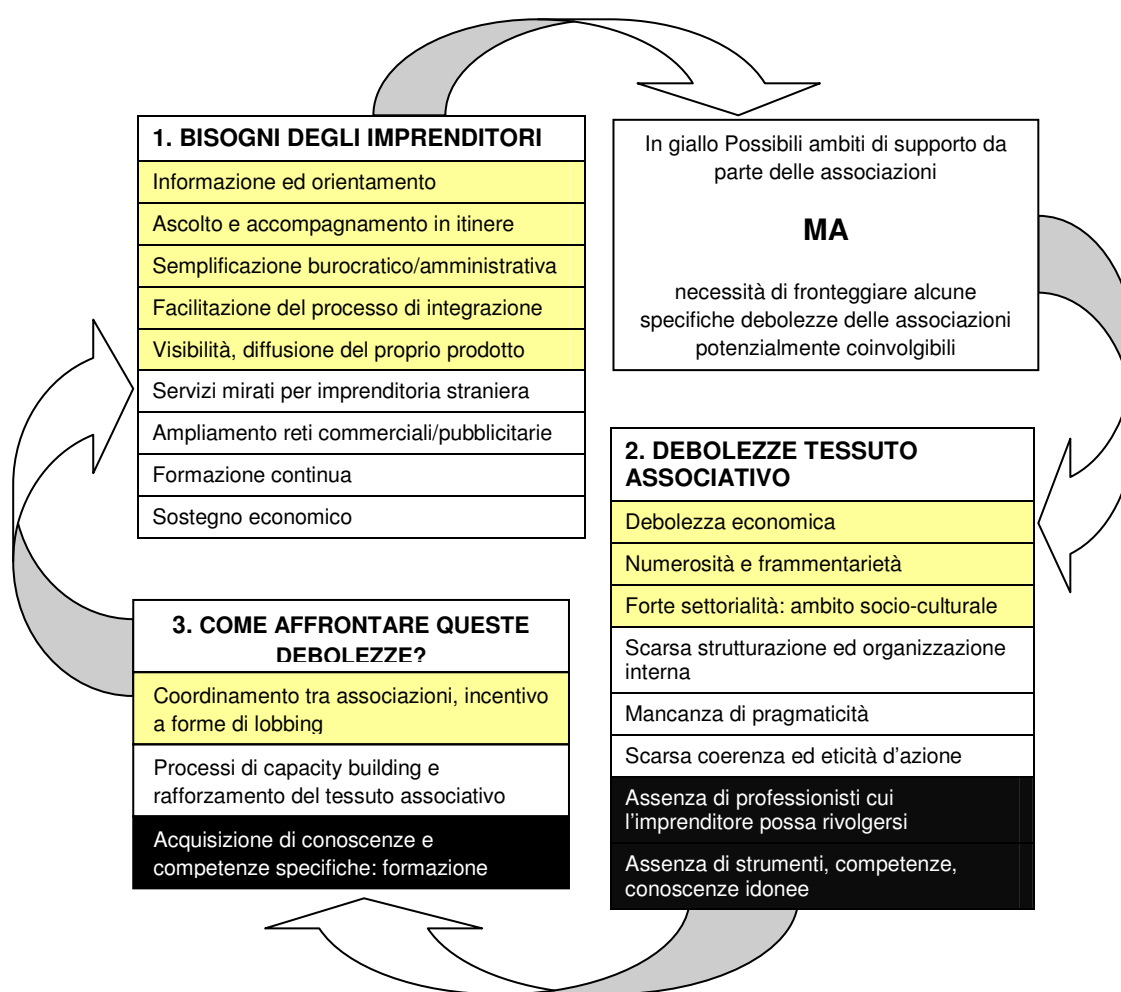 1. BISOGNI DEGLI IMPRENDITORI
Informazione ed orientamento
Ascolto e accompagnamento in itinere
Semplificazione burocratico/amministrativa
Facilitazione del processo di integrazione
Visibilità, diffusione del proprio prodotto
Servizi mirati per imprenditoria straniera
Ampliamento reti commerciali/pubblicitarie
Formazione continua
Sostegno economico
In giallo Possibili ambiti di supporto da
parte delle associazioni
MA
necessità di fronteggiare alcune
specifiche debolezze delle associazioni
potenzialmente coinvolgibili
2. DEBOLEZZE TESSUTO
ASSOCIATIVO
Debolezza economica
Numerosità e frammentarietà
Forte settorialità: ambito socio-culturale
Scarsa strutturazione ed organizzazione
interna
Mancanza di pragmaticità
Scarsa coerenza ed eticità d'azione
Assenza di professionisti cui
l'imprenditore possa rivolgersi
Assenza di strumenti, competenze,
conoscenze idonee
3. COME AFFRONTARE QUESTE
DEBOLEZZE?
Coordinamento tra associazioni, incentivo
a forme di lobbing
Processi di capacity building e
rafforzamento del tessuto associativo
Acquisizione di conoscenze e
competenze specifiche: formazione